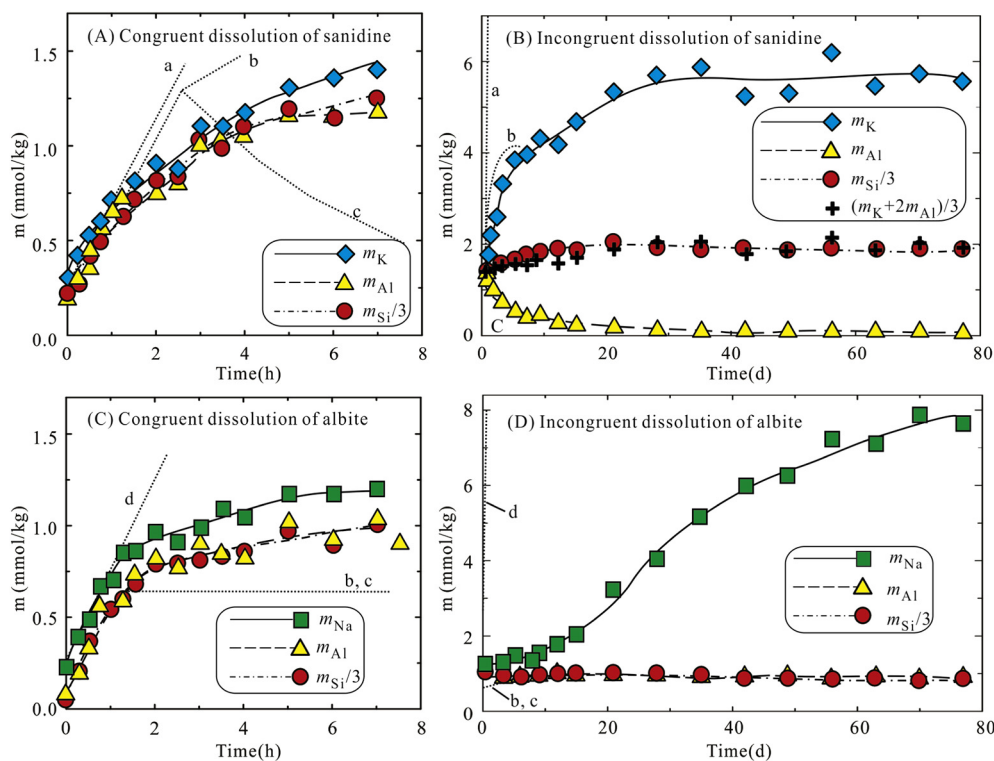 (A) Congruent dissolution of sanidine
m (mmol/kg)
1.5
1.0
0.5
0.0
a
b
c
m_K
m_Al
m_Si/3
0 2 4 6 8
Time(h)
(B) Incongruent dissolution of sanidine
m (mmol/kg)
6
4
2
0
a
b
C
m_K
m_Al
m_Si/3
(m_K+2m_Al)/3
0 20 40 60 80
Time(d)
(C) Congruent dissolution of albite
m (mmol/kg)
1.5
1.0
0.5
0.0
d
b, c
m_Na
m_Al
m_Si/3
0 2 4 6 8
Time(h)
(D) Incongruent dissolution of albite
m (mmol/kg)
8
6
4
2
0
d
b, c
m_Na
m_Al
m_Si/3
0 20 40 60 80
Time(d)